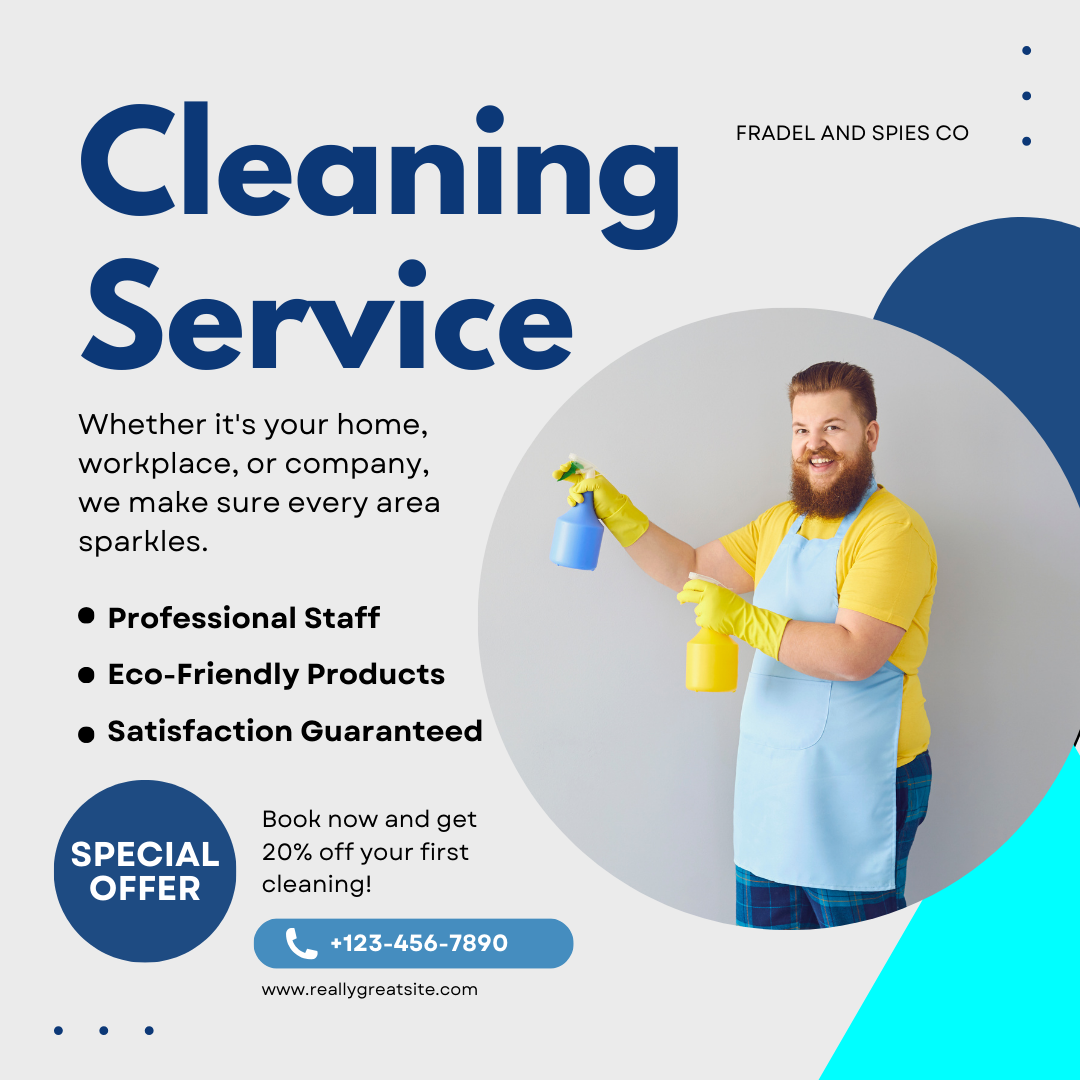 Cleaning
Service
FRADEL AND SPIES CO
Whether it's your home,
workplace, or company,
we make sure every area
sparkles.
Professional Staff
Eco-Friendly Products
Satisfaction Guaranteed
SPECIAL
OFFER
Book now and get
20% off your first
cleaning!
+123-456-7890
www.reallygreatsite.com